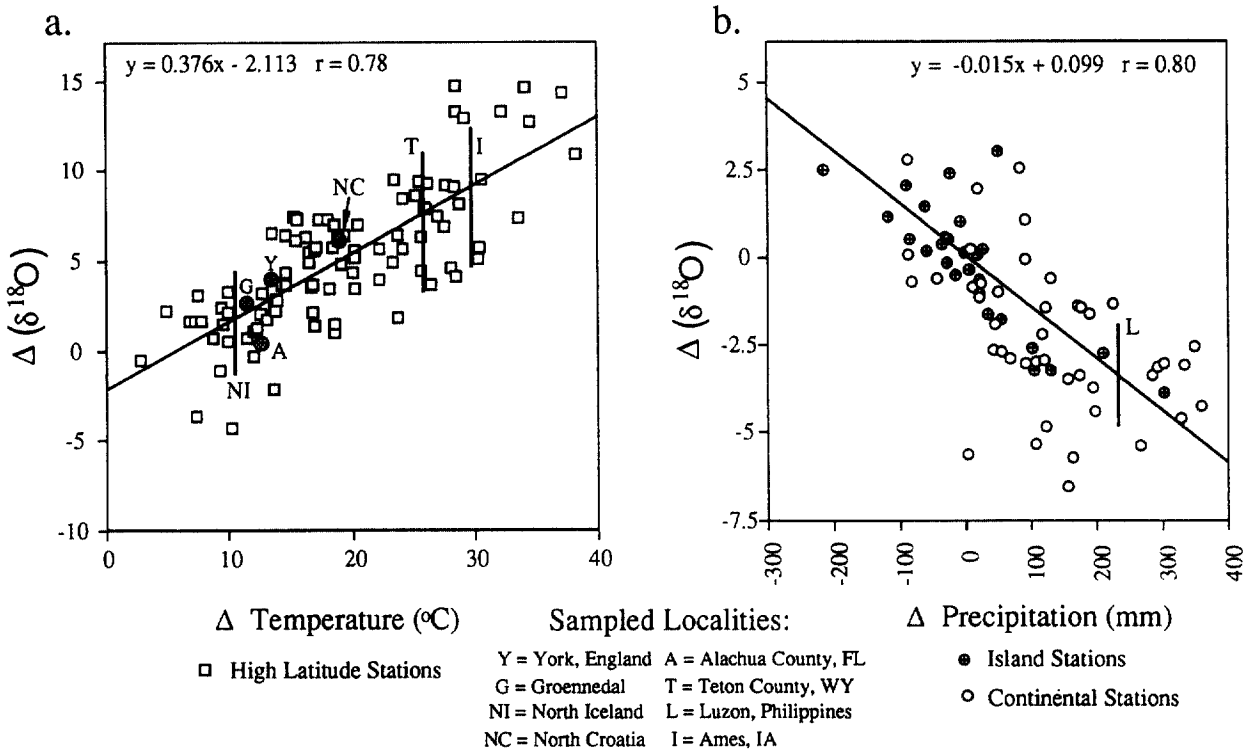 a.
y = 0.376x - 2.113 r = 0.78
15
10
5
0
-5
-10
0
10
20
30
40
Δ (δ18O)
Δ Temperature (oC)
NC
T
I
Y
G
A
NI
b.
y = -0.015x + 0.099 r = 0.80
5
2.5
0
-2.5
-5
-7.5
-300
-200
-100
0
100
200
300
400
Δ (δ18O)
L
Δ Precipitation (mm)
High Latitude Stations
Sampled Localities:
Y = York, England A = Alachua County, FL
G = Groennedal T = Teton County, WY
NI = North Iceland L = Luzon, Philippines
NC = North Croatia I = Ames, IA
Island Stations
Continental Stations